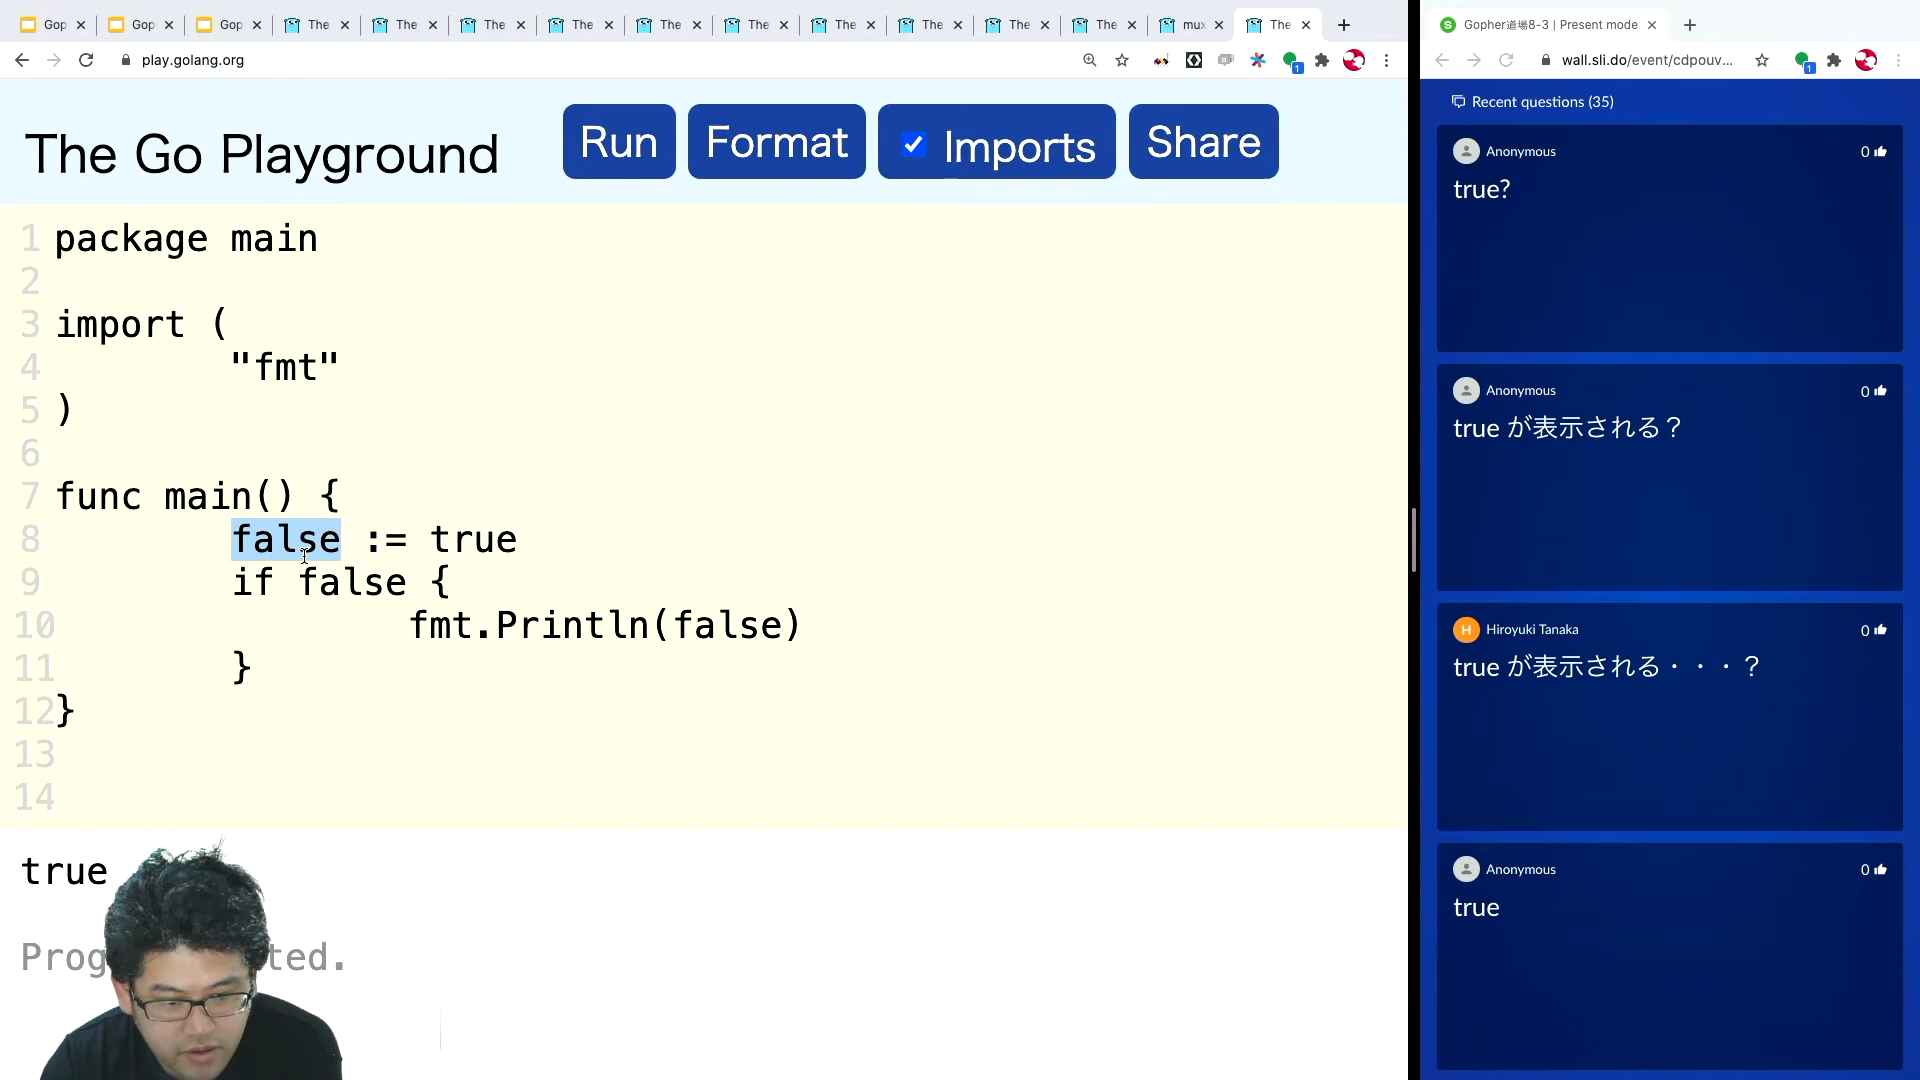 Gop
Gop
Gop
The
The
The
The
The
The
The
The
The
The
mux
The
play.golang.org
The Go Playground
Run
Format
Imports
Share
1 package main
2
3 import (
4 "fmt"
5 )
6
7 func main() {
8 false := true
9 if false {
10 fmt.Println(false)
11 }
12 }
13
14
true
Prog ted.
Gopher道場8-3 | Present mode
wall.sli.do/event/cdpouv...
Recent questions (35)
Anonymous
0
true?
Anonymous
0
true が表示される？
H Hiroyuki Tanaka
0
true が表示される・・・？
Anonymous
0
true